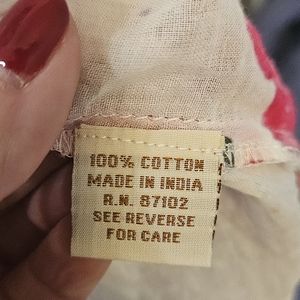 100% COTTON
MADE IN INDIA
R.N. 87102
SEE REVERSE
FOR CARE